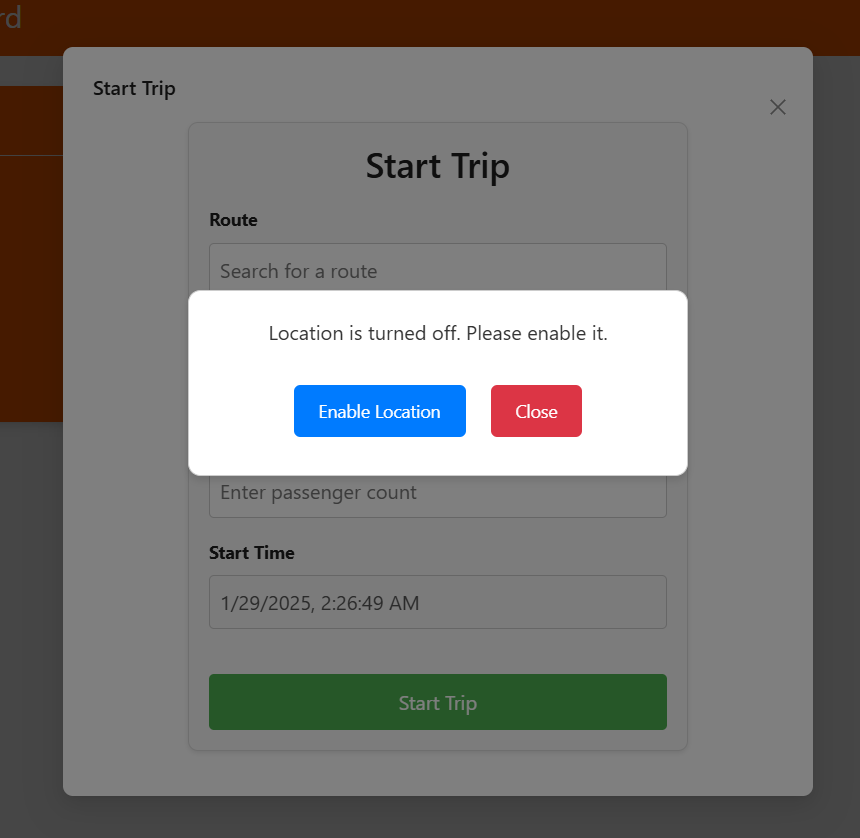 rd
Start Trip
Start Trip
Route
Search for a route
Location is turned off. Please enable it.
Enable Location
Close
Enter passenger count
Start Time
1/29/2025, 2:26:49 AM
Start Trip